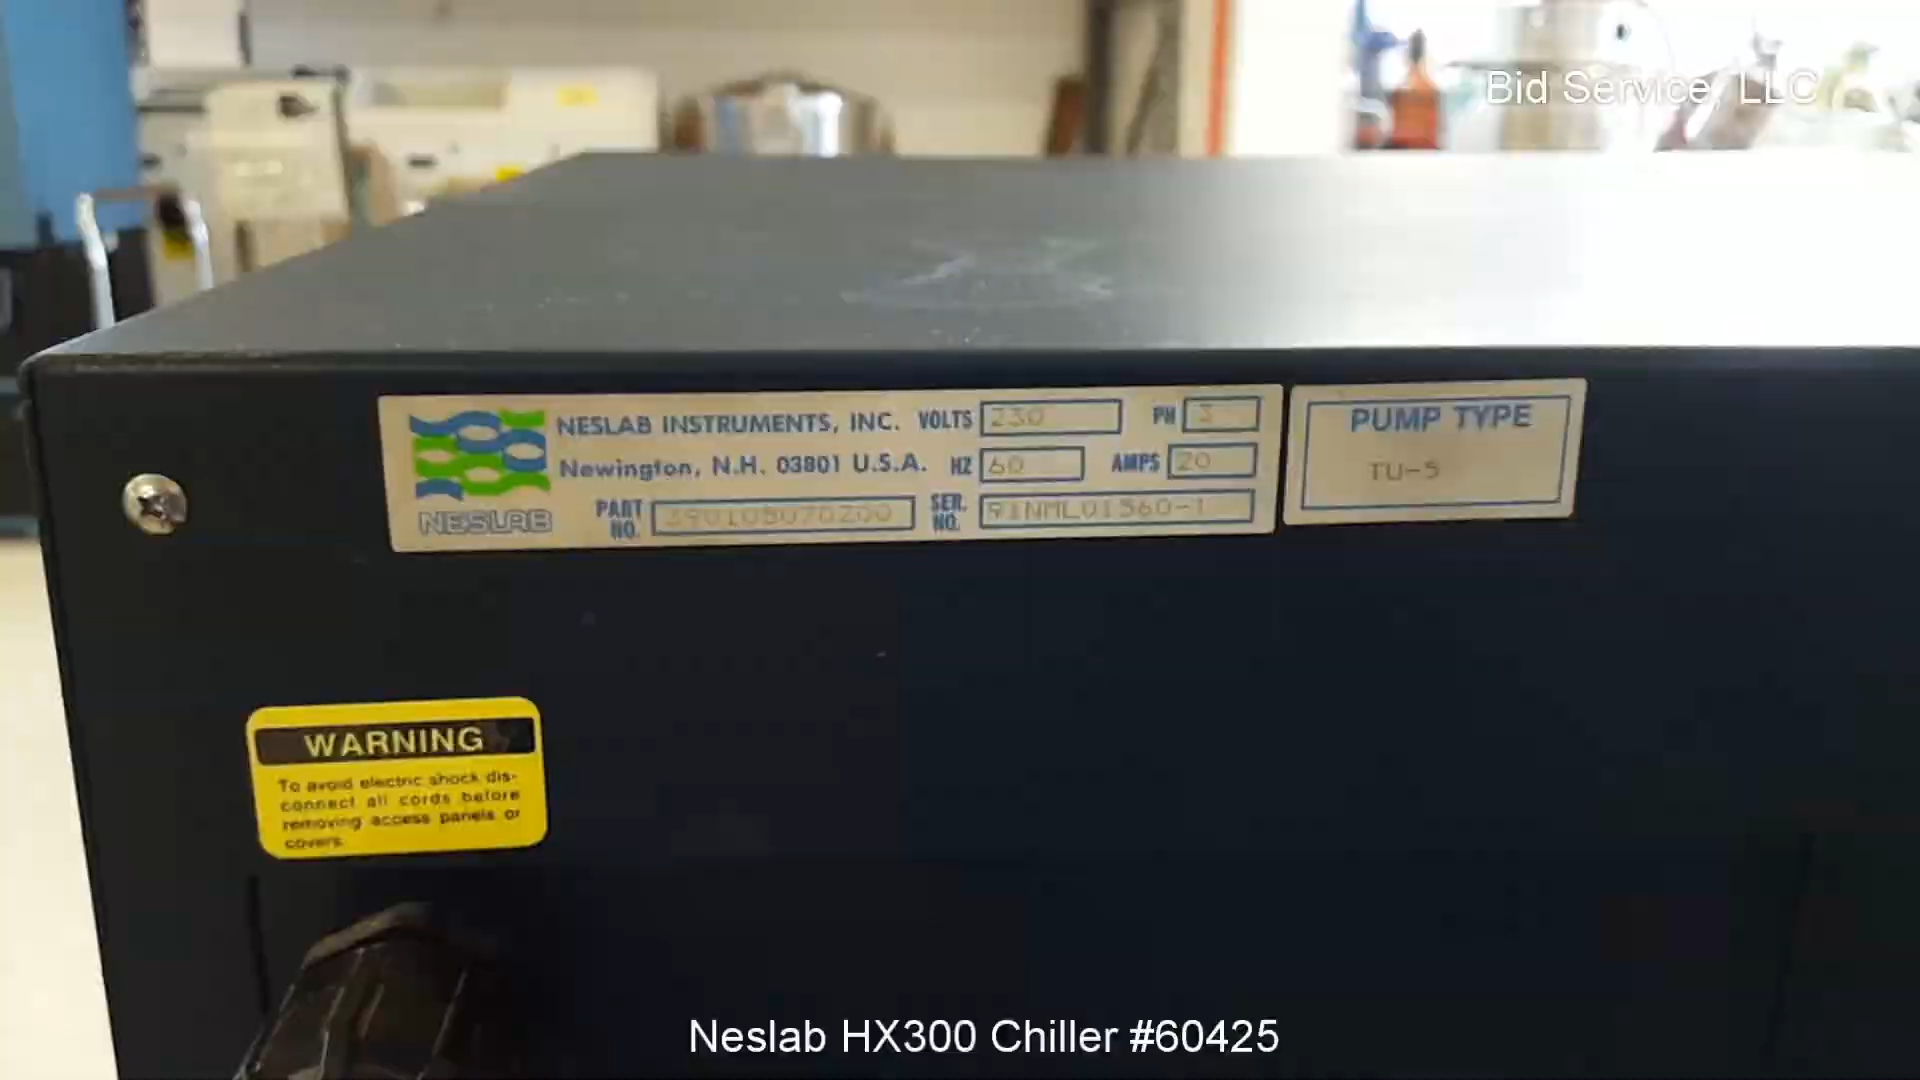 Bid Service, LLC
NESLAB INSTRUMENTS, INC. VOLTS 230 PH 3
Newington, N.H. 03801 U.S.A. HZ 60 AMPS 20
NESLAB PART NO. SER. NO. 91NML01560-1
PUMP TYPE
TU-5
WARNING
To avoid electric shock dis-
connect all cords before
removing access panels or
covers.
Neslab HX300 Chiller #60425